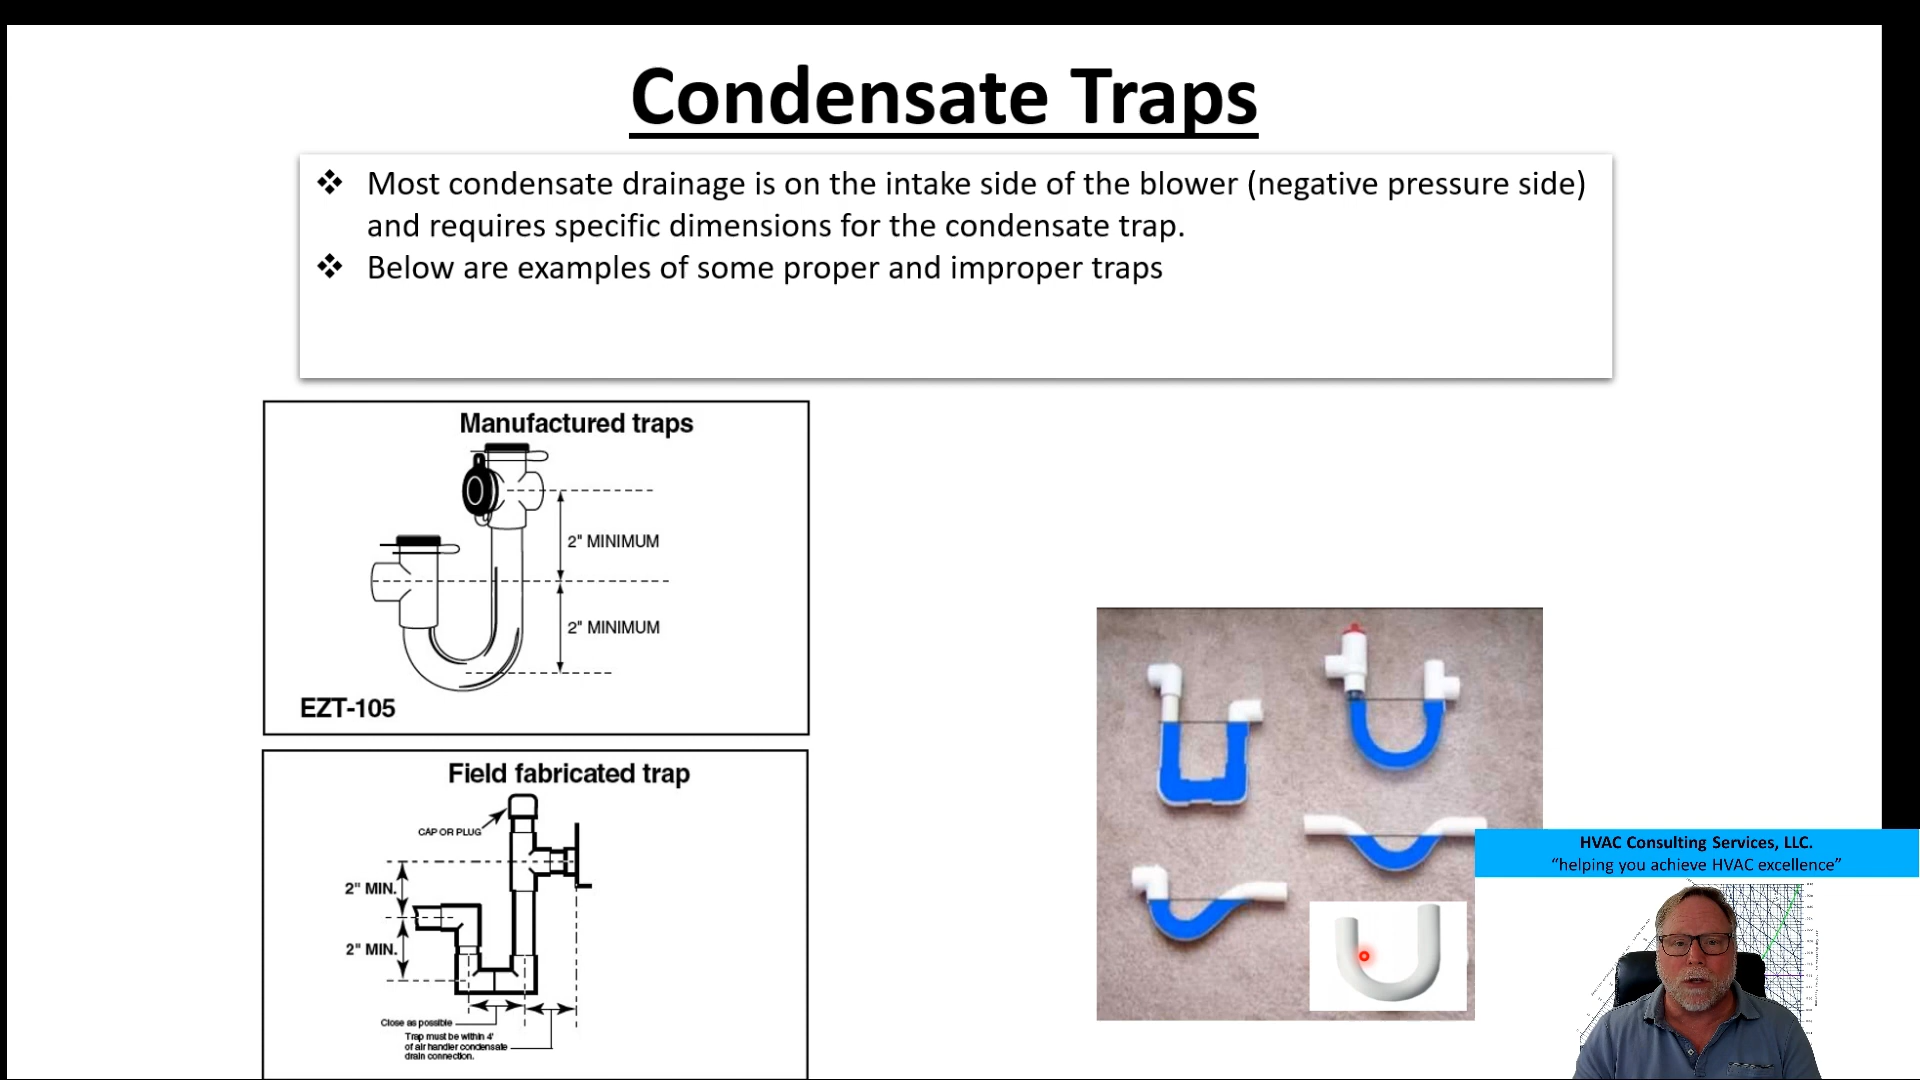 Condensate Traps
❖ Most condensate drainage is on the intake side of the blower (negative pressure side)
and requires specific dimensions for the condensate trap.
❖ Below are examples of some proper and improper traps
Manufactured traps
2" MINIMUM
2" MINIMUM
EZT-105
Field fabricated trap
CAP OR PLUG
2" MIN.
2" MIN.
Close as possible
Trap must be within 4'
of air handler condensate
drain connection.
HVAC Consulting Services, LLC.
“helping you achieve HVAC excellence”